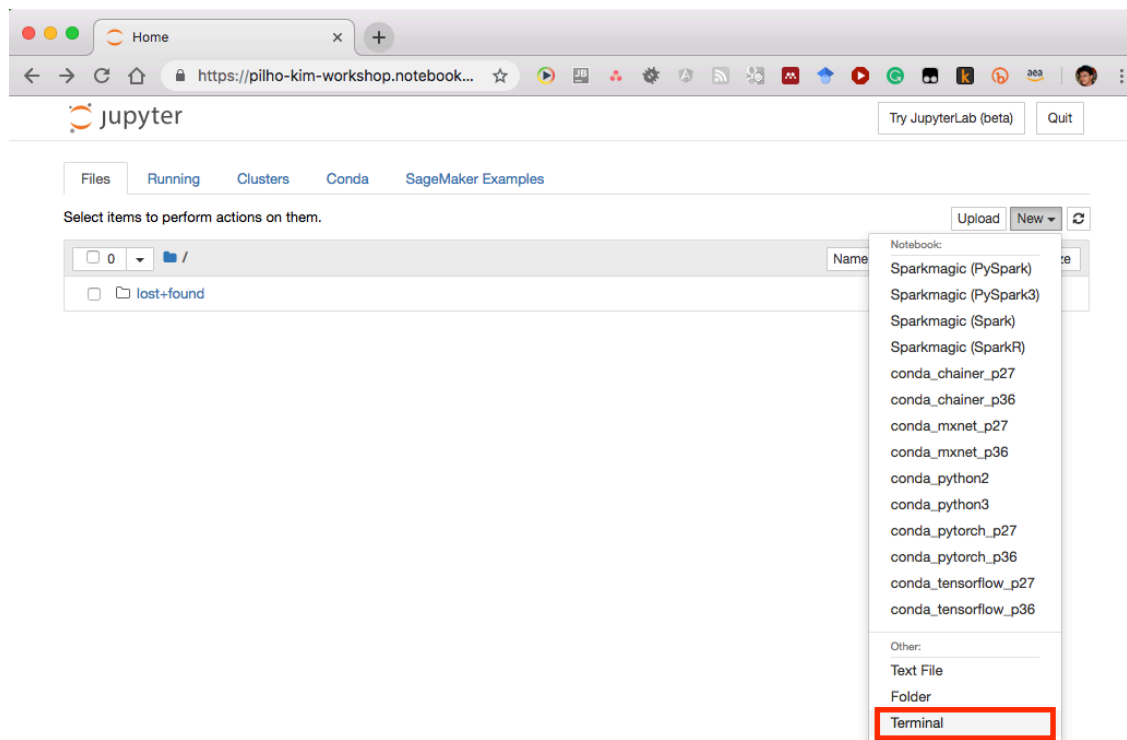 Home
https://pilho-kim-workshop.notebook...
jupyter
Try JupyterLab (beta) Quit
Files Running Clusters Conda SageMaker Examples
Select items to perform actions on them.
Upload New
0 /
Name
ze
lost+found
Notebook:
Sparkmagic (PySpark)
Sparkmagic (PySpark3)
Sparkmagic (Spark)
Sparkmagic (SparkR)
conda_chainer_p27
conda_chainer_p36
conda_mxnet_p27
conda_mxnet_p36
conda_python2
conda_python3
conda_pytorch_p27
conda_pytorch_p36
conda_tensorflow_p27
conda_tensorflow_p36
Other:
Text File
Folder
Terminal